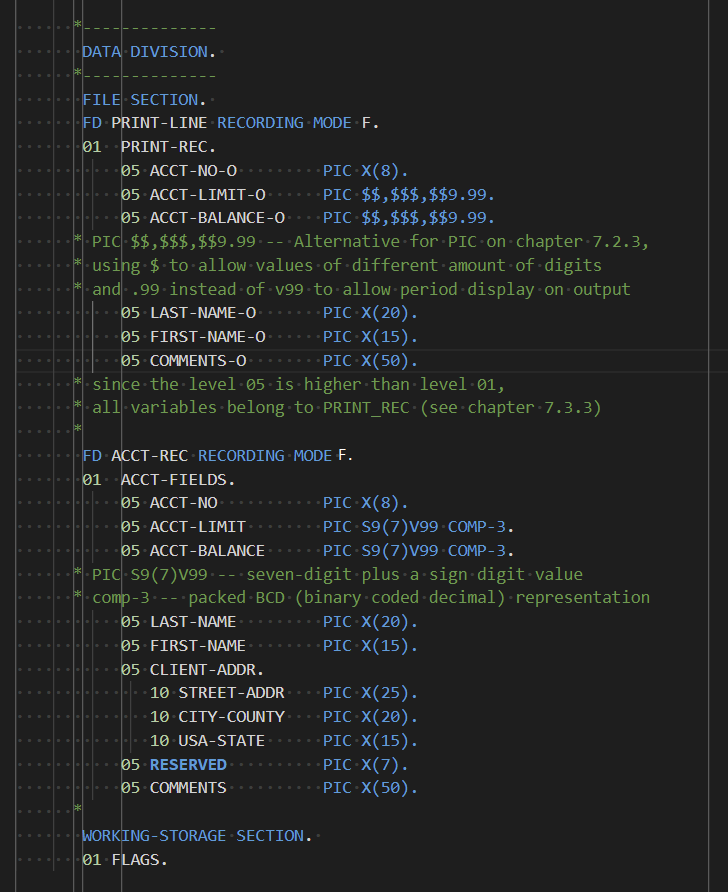 *--------------
DATA DIVISION.
*--------------
FILE SECTION.
FD PRINT-LINE RECORDING MODE F.
01  PRINT-REC.
    05 ACCT-NO-O         PIC X(8).
    05 ACCT-LIMIT-O      PIC $$,$$$,$$9.99.
    05 ACCT-BALANCE-O    PIC $$,$$$,$$9.99.
* PIC $$,$$$,$$9.99 -- Alternative for PIC on chapter 7.2.3,
* using $ to allow values of different amount of digits
* and .99 instead of v99 to allow period display on output
    05 LAST-NAME-O       PIC X(20).
    05 FIRST-NAME-O      PIC X(15).
    05 COMMENTS-O        PIC X(50).
* since the level 05 is higher than level 01,
* all variables belong to PRINT_REC (see chapter 7.3.3)
*
FD ACCT-REC RECORDING MODE F.
01  ACCT-FIELDS.
    05 ACCT-NO           PIC X(8).
    05 ACCT-LIMIT        PIC S9(7)V99 COMP-3.
    05 ACCT-BALANCE      PIC S9(7)V99 COMP-3.
* PIC S9(7)V99 -- seven-digit plus a sign digit value
* comp-3 -- packed BCD (binary coded decimal) representation
    05 LAST-NAME         PIC X(20).
    05 FIRST-NAME        PIC X(15).
    05 CLIENT-ADDR.
       10 STREET-ADDR    PIC X(25).
       10 CITY-COUNTY    PIC X(20).
       10 USA-STATE      PIC X(15).
    05 RESERVED          PIC X(7).
    05 COMMENTS          PIC X(50).
*
WORKING-STORAGE SECTION.
01 FLAGS.